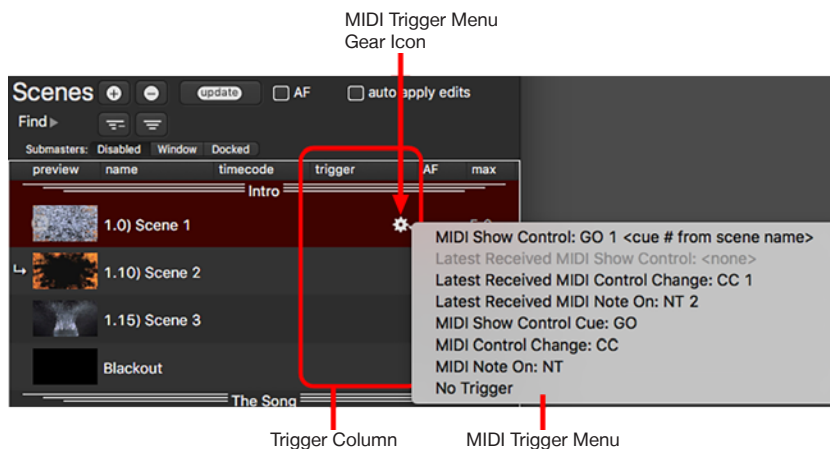 MIDI Trigger Menu
Gear Icon
Scenes update AF auto apply edits
Find
Submasters: Disabled Window Docked
preview name timecode trigger AF max
Intro
1.0) Scene 1
MIDI Show Control: GO 1 <cue # from scene name>
Latest Received MIDI Show Control: <none>
1.10) Scene 2
Latest Received MIDI Control Change: CC 1
Latest Received MIDI Note On: NT 2
1.15) Scene 3
MIDI Show Control Cue: GO
MIDI Control Change: CC
Blackout
MIDI Note On: NT
No Trigger
The Song
Trigger Column MIDI Trigger Menu